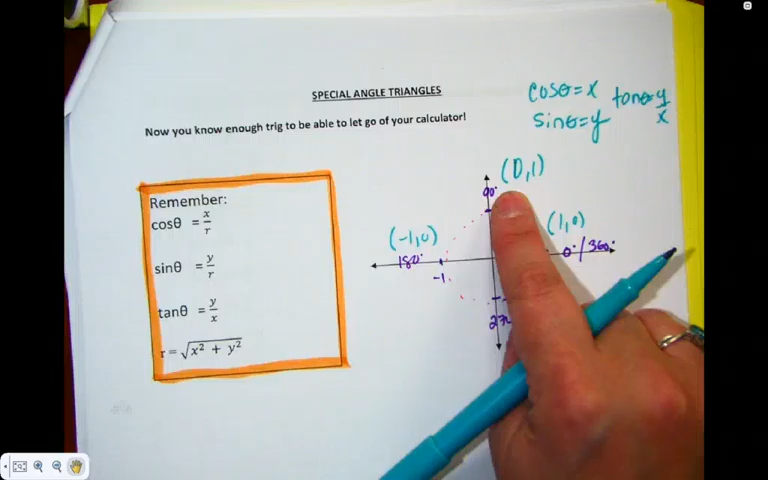 SPECIAL ANGLE TRIANGLES
Now you know enough trig to be able to let go of your calculator!
cosθ=x
tanθ=y/x
sinθ=y
Remember:
cosθ = x/r
sinθ = y/r
tanθ = y/x
r = √x² + y²
(0,1)
90°
(-1,0)
(1,0)
180°
0°/360°
-1